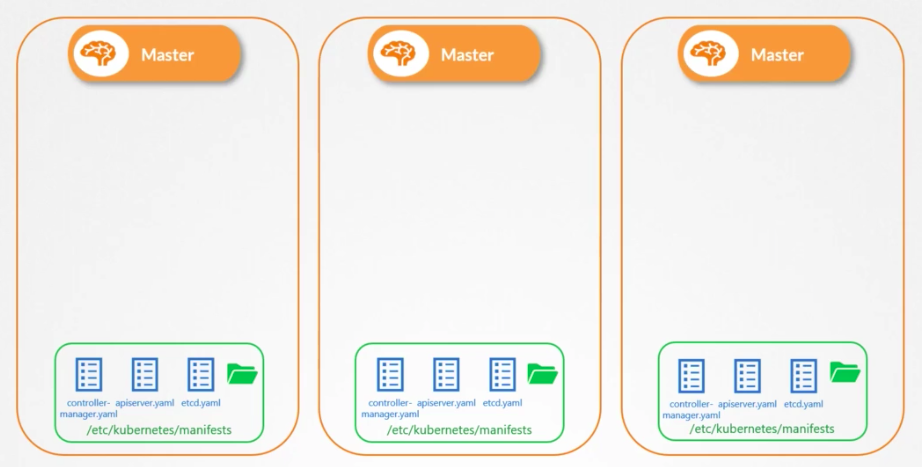 Master
controller-
manager.yaml
apiserver.yaml
etcd.yaml
/etc/kubernetes/manifests
Master
controller-
manager.yaml
apiserver.yaml
etcd.yaml
/etc/kubernetes/manifests
Master
controller-
manager.yaml
apiserver.yaml
etcd.yaml
/etc/kubernetes/manifests